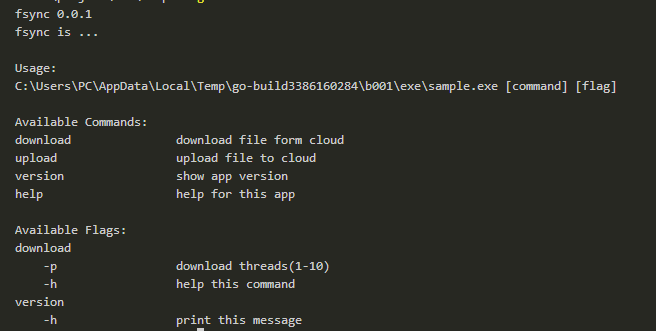 fsync 0.0.1
fsync is ...
Usage:
C:\Users\PC\AppData\Local\Temp\go-build3386160284\b001\exe\sample.exe [command] [flag]
Available Commands:
download download file form cloud
upload upload file to cloud
version show app version
help help for this app
Available Flags:
download
-p download threads(1-10)
-h help this command
version
-h print this message